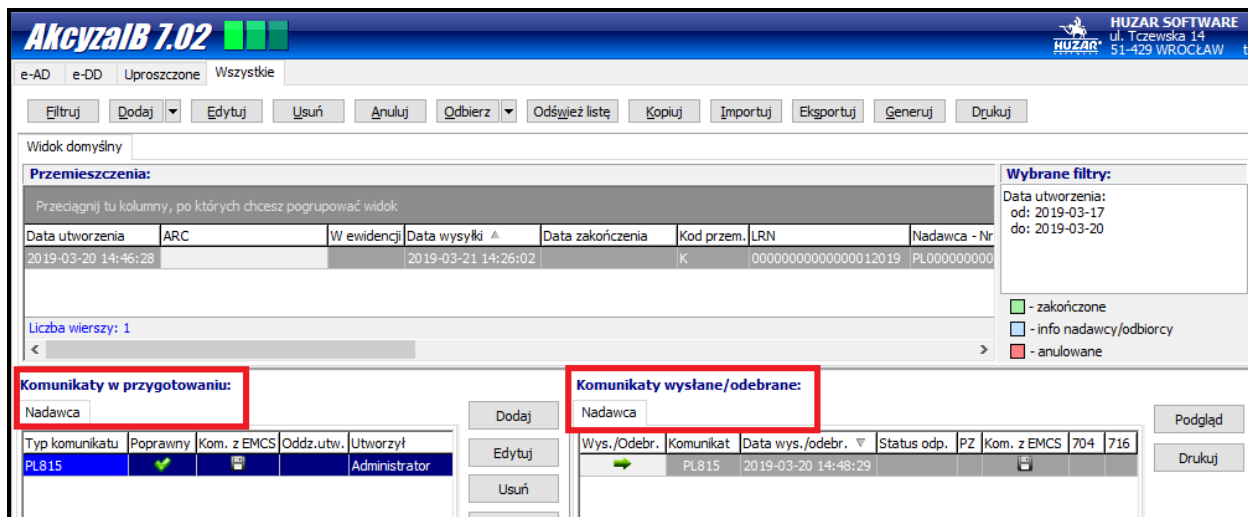 AkcyzaIB 7.02
HUZAR SOFTWARE
ul. Tczewska 14
HUZAR
51-429 WROCŁAW t
e-AD e-DD Uproszczone Wszystkie
Filtruj Dodaj Edytuj Usuń Anuluj Odbierz Odśwież listę Kopiuj Importuj Eksportuj Generuj Drukuj
Widok domyślny
Przemieszczenia:
Wybrane filtry:
Przeciągnij tu kolumny, po których chcesz pogrupować widok
Data utworzenia:
od: 2019-03-17
do: 2019-03-20
Data utworzenia ARC W ewidencji Data wysyłki Data zakończenia Kod przem. LRN Nadawca - Nr
2019-03-20 14:46:28 2019-03-21 14:26:02 K 00000000000000012019 PL000000000
- zakończone
Liczba wierszy: 1
- info nadawcy/odbiorcy
- anulowane
Komunikaty w przygotowaniu:
Komunikaty wysłane/odebrane:
Nadawca
Dodaj
Nadawca
Podgląd
Typ komunikatu Poprawny Kom. z EMCS Oddz.utw. Utworzył
Edytuj
Wys./Odebr. Komunikat Data wys./odebr. Status odp. PZ Kom. z EMCS 704 716
Drukuj
PL815 Administrator
PL815 2019-03-20 14:48:29
Usuń